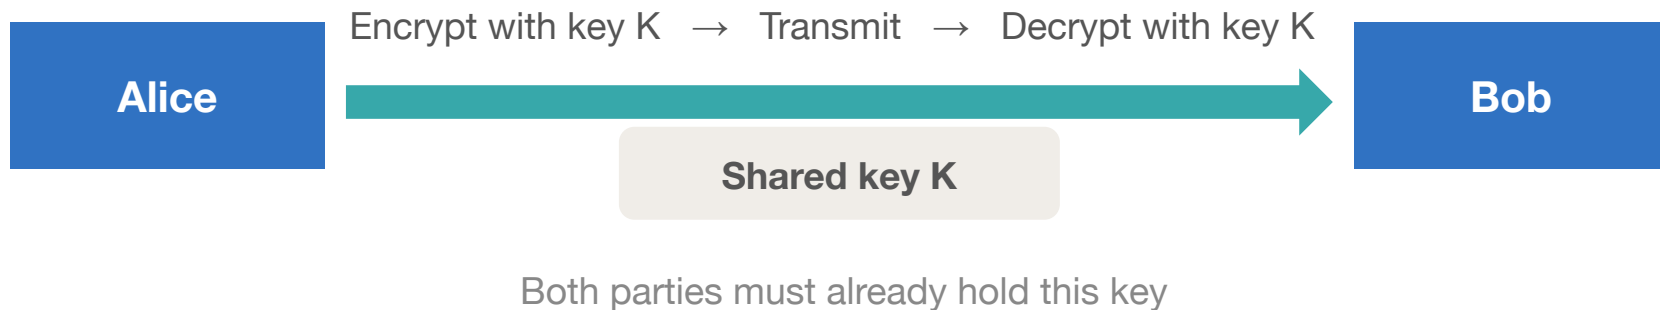 Encrypt with key K → Transmit → Decrypt with key K
Alice
Bob
Shared key K
Both parties must already hold this key